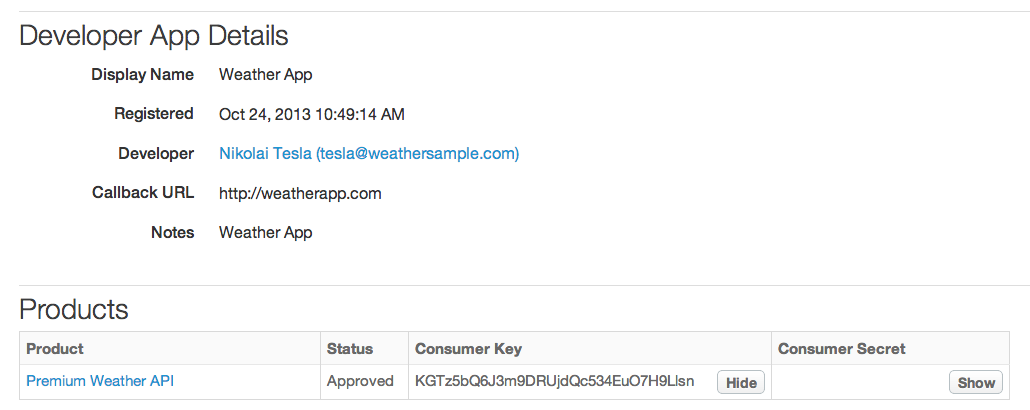 Developer App Details
Display Name Weather App
Registered Oct 24, 2013 10:49:14 AM
Developer Nikolai Tesla (tesla@weathersample.com)
Callback URL http://weatherapp.com
Notes Weather App
Products
Product Status Consumer Key Consumer Secret
Premium Weather API Approved KGTz5bQ6J3m9DRUjdQc534EuO7H9Llsn Hide Show